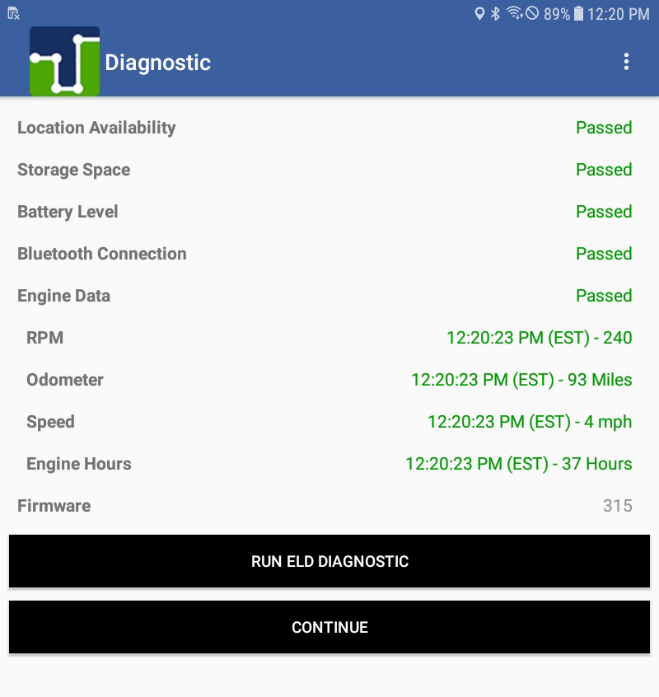 89% 12:20 PM
Diagnostic
Location Availability Passed
Storage Space Passed
Battery Level Passed
Bluetooth Connection Passed
Engine Data Passed
RPM 12:20:23 PM (EST) - 240
Odometer 12:20:23 PM (EST) - 93 Miles
Speed 12:20:23 PM (EST) - 4 mph
Engine Hours 12:20:23 PM (EST) - 37 Hours
Firmware 315
RUN ELD DIAGNOSTIC
CONTINUE